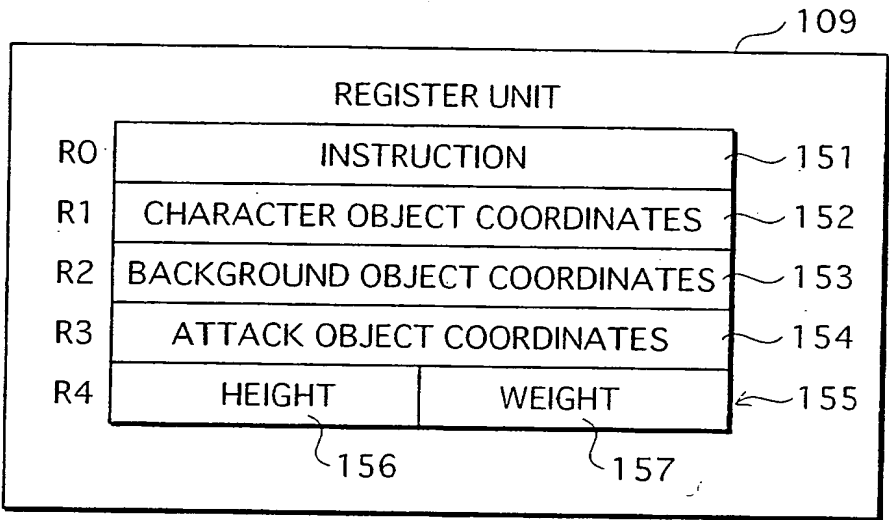 109
REGISTER UNIT
R0 INSTRUCTION 151
R1 CHARACTER OBJECT COORDINATES 152
R2 BACKGROUND OBJECT COORDINATES 153
R3 ATTACK OBJECT COORDINATES 154
R4 HEIGHT WEIGHT 155
156 157